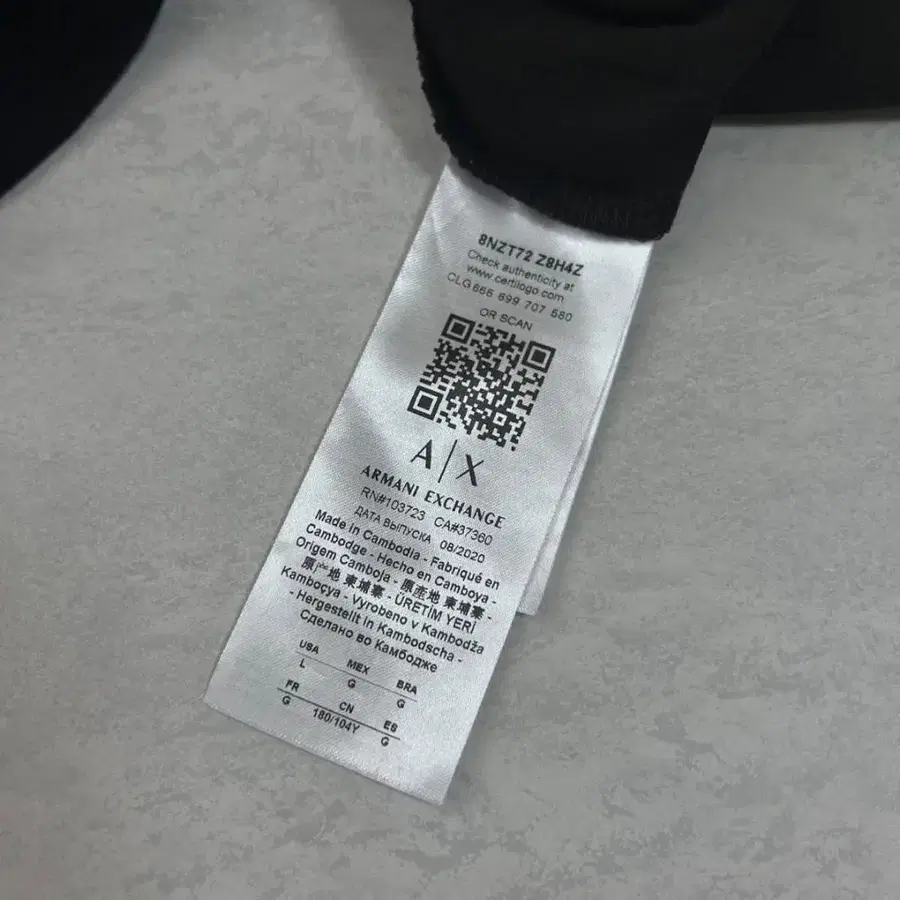 8NZT72 Z8H4Z
Check authenticity at
www.certilogo.com
CLG 666 699 707 580
OR SCAN
A|X
ARMANI EXCHANGE
RN#103723 CA#37360
ДАТА ВЫПУСКА 08/2020
Made in Cambodia - Fabriqué en
Cambodge - Hecho en Camboya -
Origem Camboja - 原產地 柬埔寨 -
原产地 柬埔寨 - ÜRETİM YERİ
Kamboçya - Vyrobeno v Kambodža
- Hergestellt in Kambodscha -
Сделано во Камбодже
USA MEX BRA
L G G
FR CN ES
G 180/104Y G